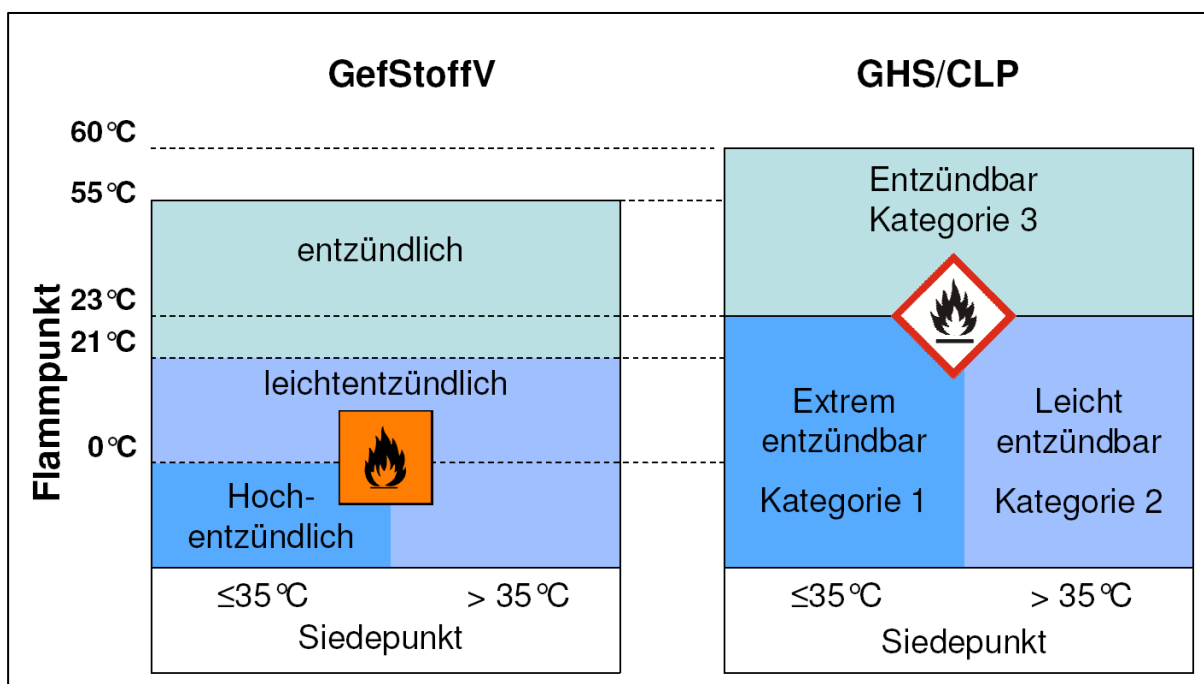 GefStoffV
GHS/CLP
60°C
55°C
23°C
21°C
0°C
Flammpunkt
entzündlich
leichtentzündlich
Hoch-
entzündlich
≤35°C
> 35°C
Siedepunkt
Entzündbar
Kategorie 3
Extrem
entzündbar
Kategorie 1
Leicht
entzündbar
Kategorie 2
≤35°C
> 35°C
Siedepunkt